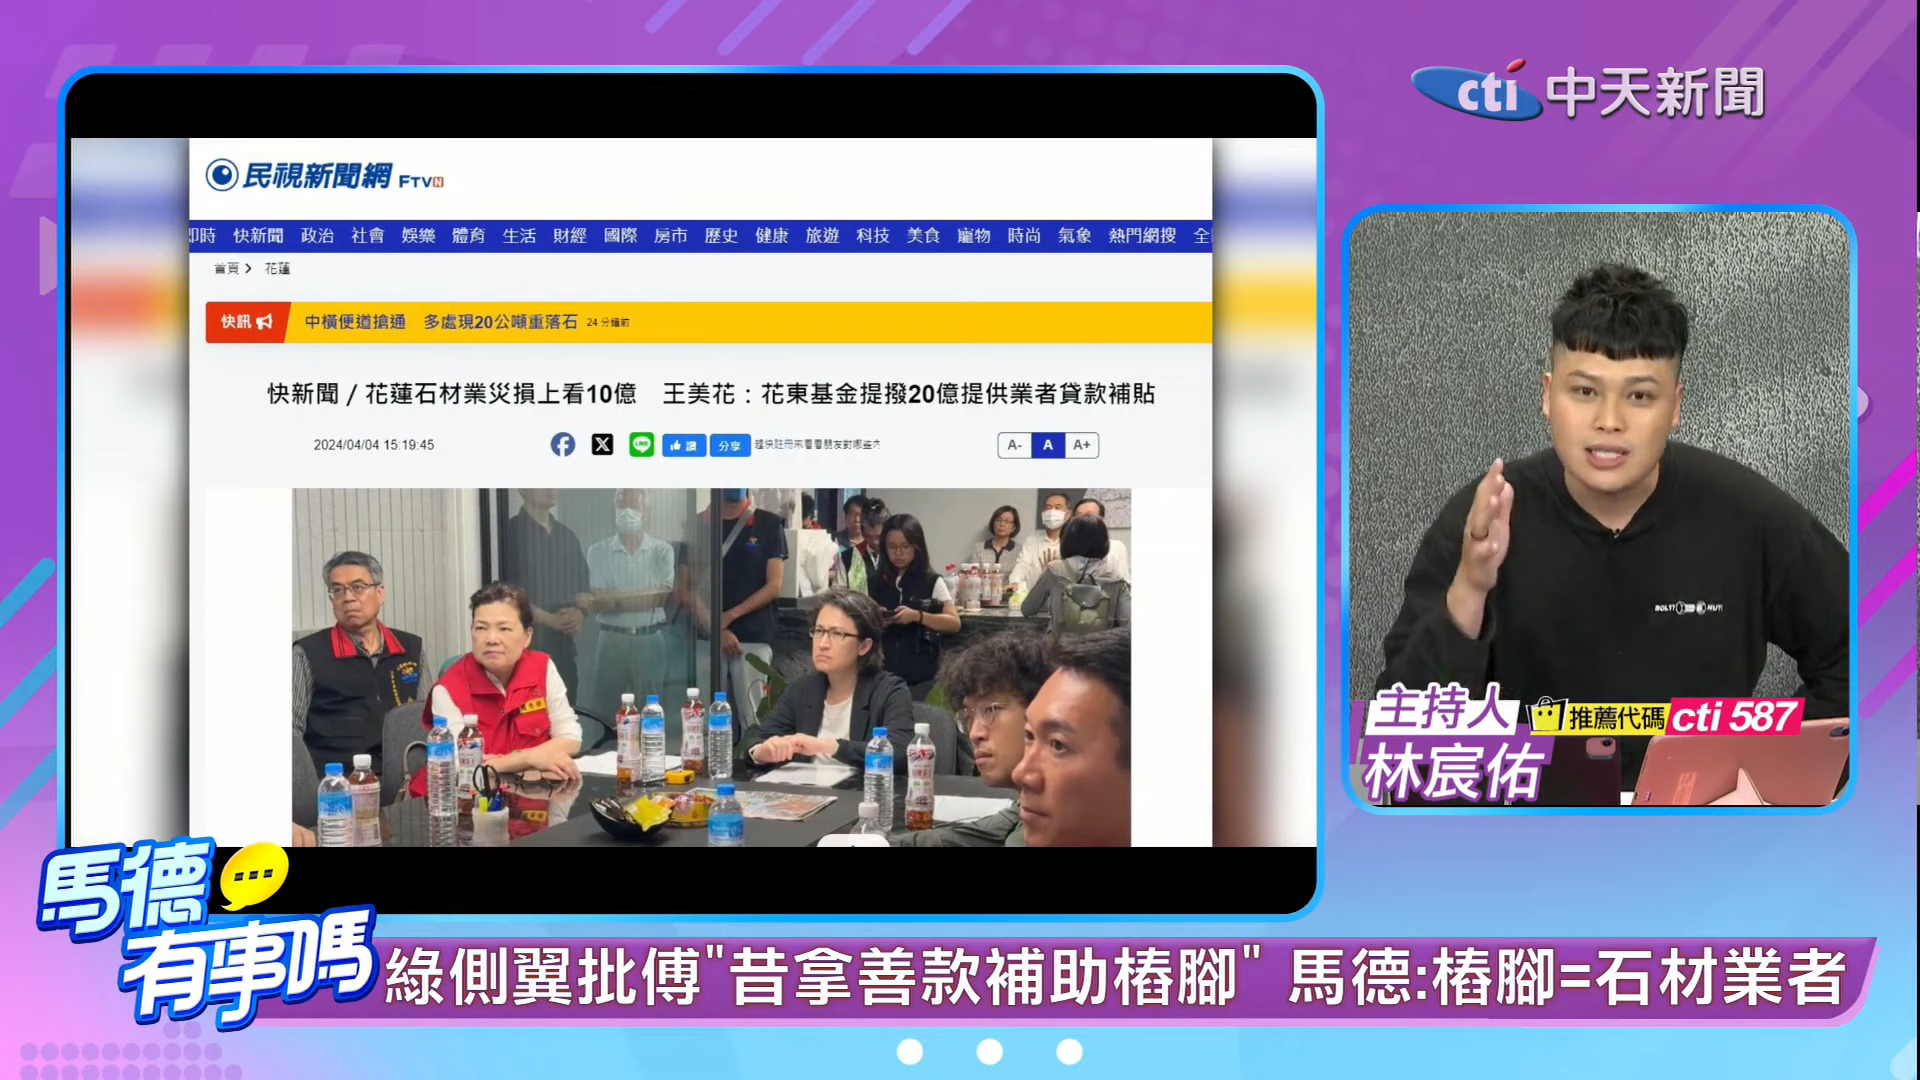 cti 中天新聞
民視新聞網 FTVN
即時 快新聞 政治 社會 娛樂 體育 生活 財經 國際 房市 歷史 健康 旅遊 科技 美食 寵物 時尚 氣象 熱門網搜
首頁 > 花蓮
快訊 中橫便道搶通 多處現20公噸重落石 24 分鐘前
快新聞／花蓮石材業災損上看10億 王美花：花東基金提撥20億提供業者貸款補貼
2024/04/04 15:19:45
讚 分享
A- A A+
主持人 推薦代碼 cti 587
林宸佑
馬德
有事嗎
綠側翼批傅"昔拿善款補助樁腳" 馬德:樁腳=石材業者